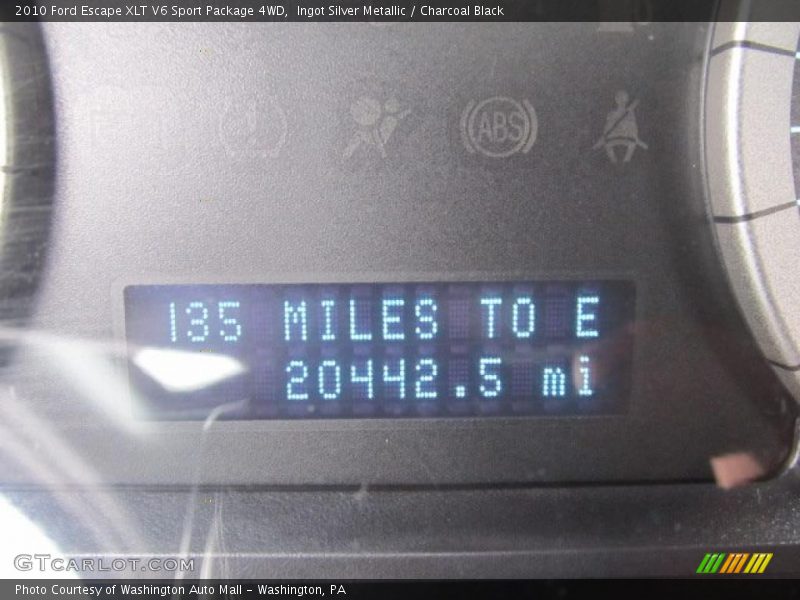 2010 Ford Escape XLT V6 Sport Package 4WD, Ingot Silver Metallic / Charcoal Black
ABS
135 MILES TO E
20442.5 mi
GTCARLOT.COM
Photo Courtesy of Washington Auto Mall - Washington, PA